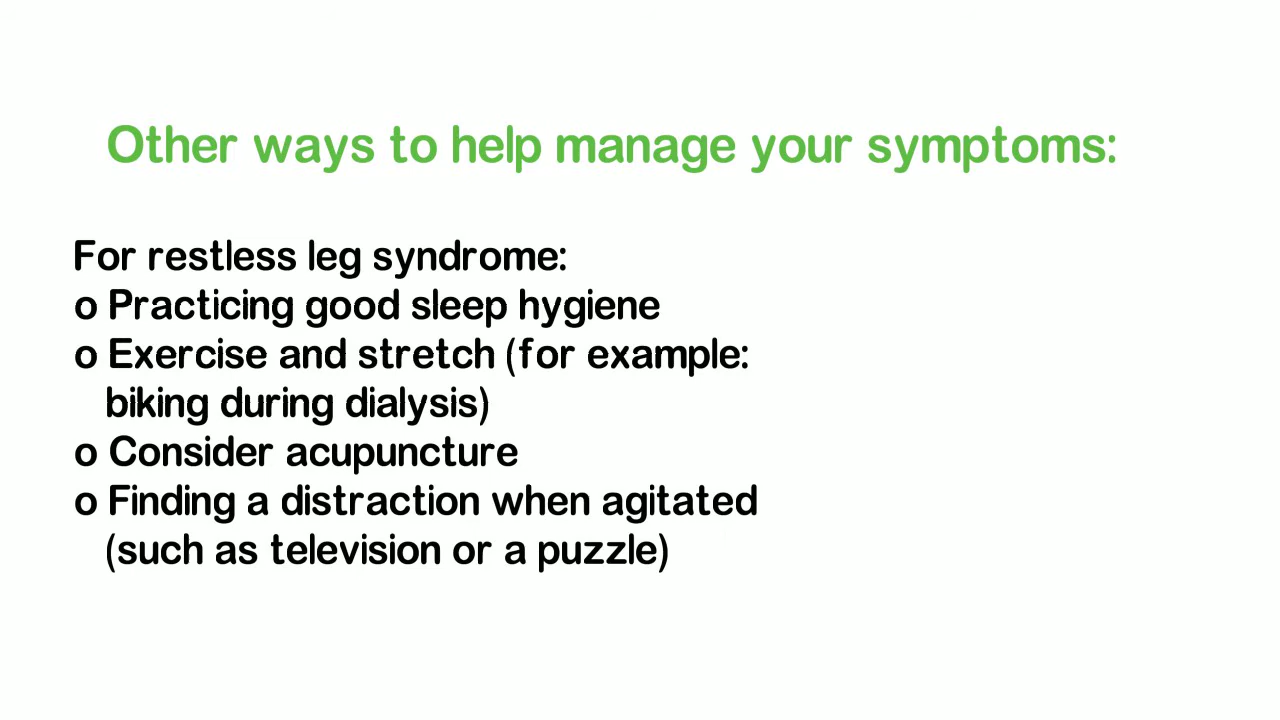 Other ways to help manage your symptoms:
For restless leg syndrome:
o Practicing good sleep hygiene
o Exercise and stretch (for example:
biking during dialysis)
o Consider acupuncture
o Finding a distraction when agitated
(such as television or a puzzle)